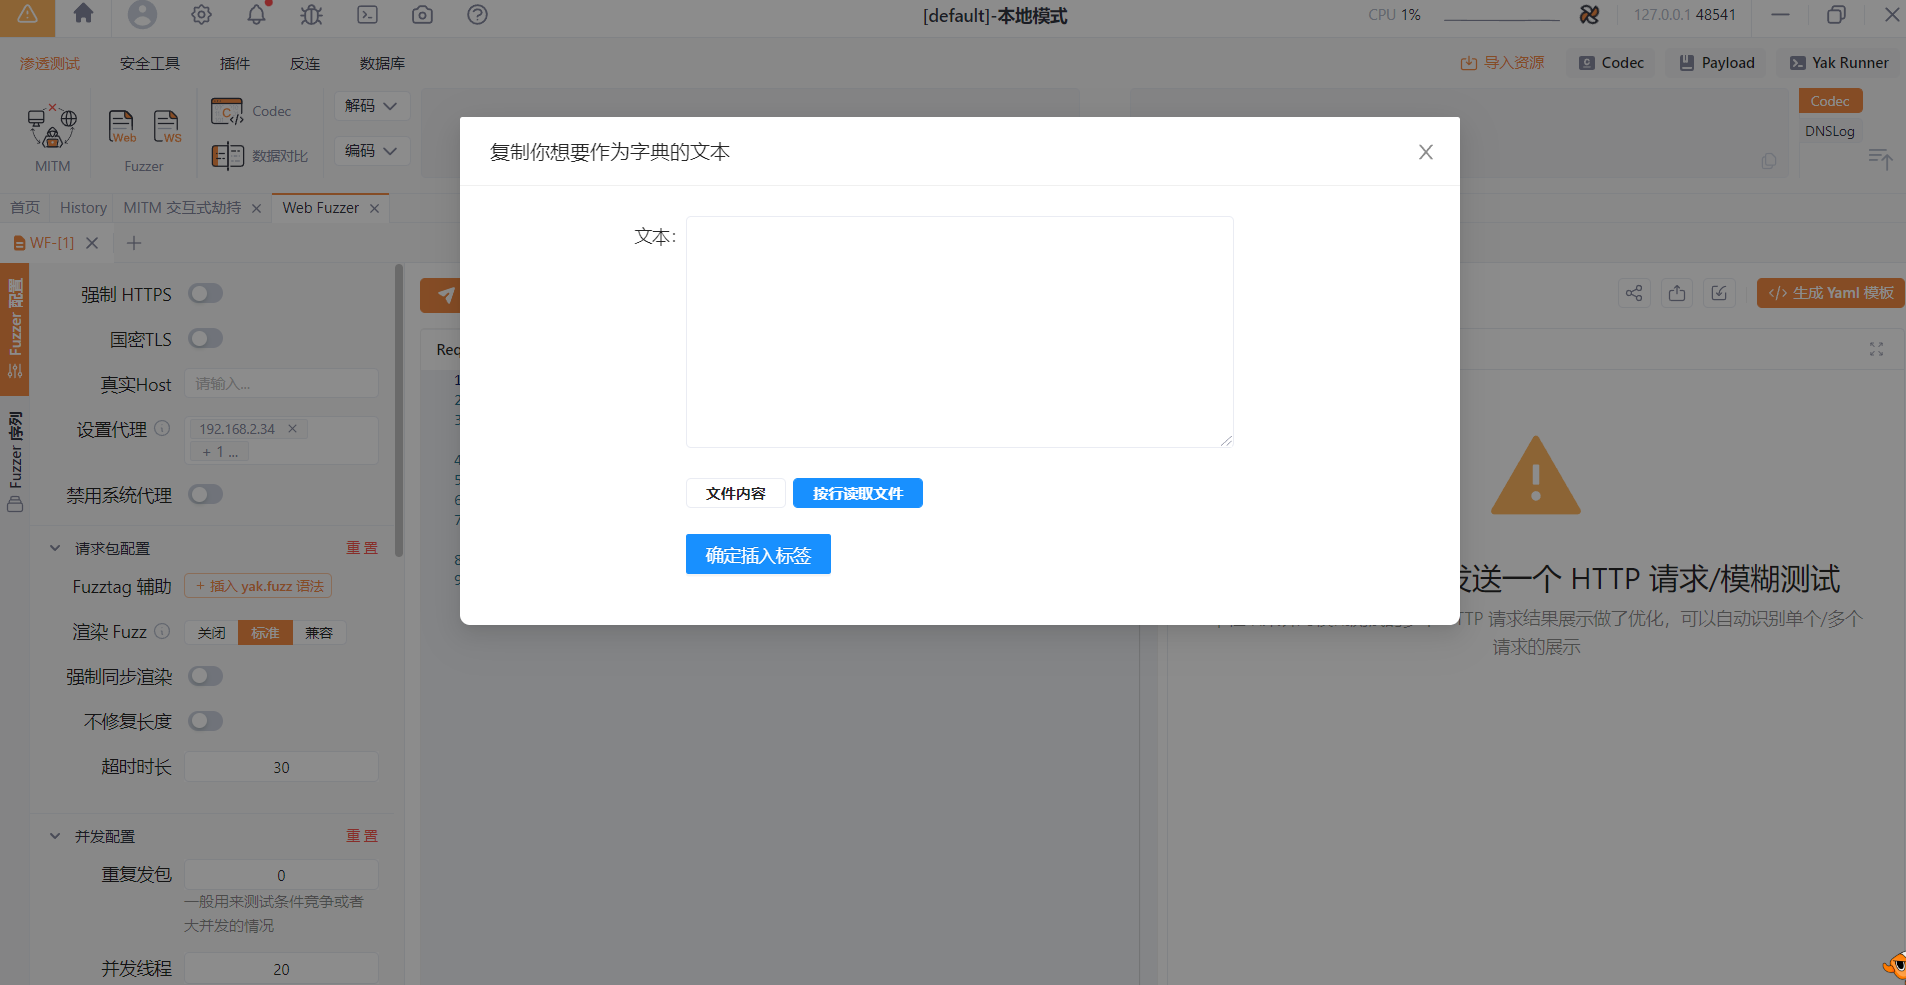 [default]-本地模式
CPU 1%
127.0.0.1 48541
渗透测试 安全工具 插件 反连 数据库
导入资源 Codec Payload Yak Runner
MITM
Web
WS
Fuzzer
Codec
数据对比
解码
编码
Codec
DNSLog
首页 History MITM 交互式劫持 Web Fuzzer
WF-[1]
Fuzzer 配置
Fuzzer 序列
强制 HTTPS
国密TLS
真实Host 请输入...
设置代理 192.168.2.34
+ 1 ...
禁用系统代理
请求包配置 重置
Fuzztag 辅助 + 插入 yak.fuzz 语法
渲染 Fuzz 关闭 标准 兼容
强制同步渲染
不修复长度
超时时长 30
并发配置 重置
重复发包 0
一般用来测试条件竞争或者
大并发的情况
并发线程 20
Req
1
2
3
4
5
6
7
8
9
复制你想要作为字典的文本
文本:
文件内容 按行读取文件
确定插入标签
生成 Yaml 模板
送一个 HTTP 请求/模糊测试
TP 请求结果展示做了优化，可以自动识别单个/多个
请求的展示